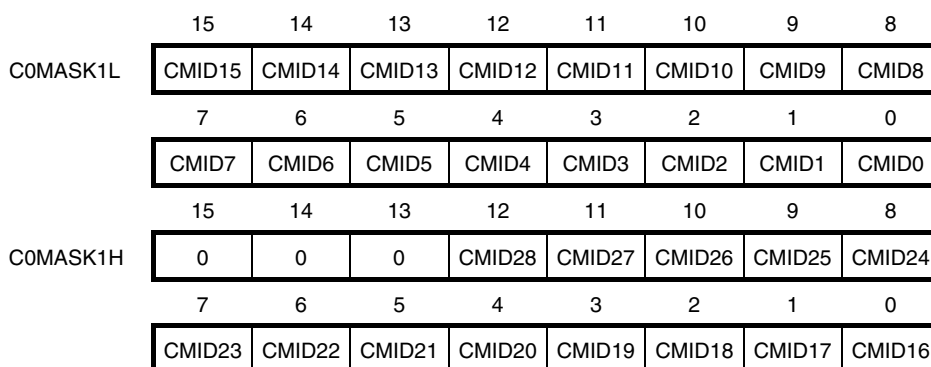 15 14 13 12 11 10 9 8
C0MASK1L CMID15 CMID14 CMID13 CMID12 CMID11 CMID10 CMID9 CMID8
7 6 5 4 3 2 1 0
CMID7 CMID6 CMID5 CMID4 CMID3 CMID2 CMID1 CMID0
15 14 13 12 11 10 9 8
C0MASK1H 0 0 0 CMID28 CMID27 CMID26 CMID25 CMID24
7 6 5 4 3 2 1 0
CMID23 CMID22 CMID21 CMID20 CMID19 CMID18 CMID17 CMID16